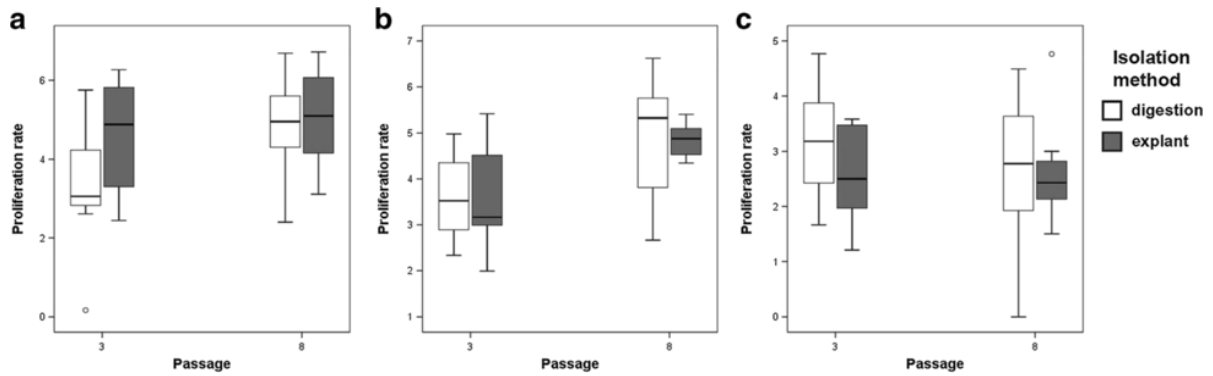 a
Proliferation rate
6
4
2
0
3
8
Passage
b
Proliferation rate
7
6
5
4
3
2
1
3
8
Passage
c
Proliferation rate
5
4
3
2
1
0
3
8
Passage
Isolation
method
digestion
explant